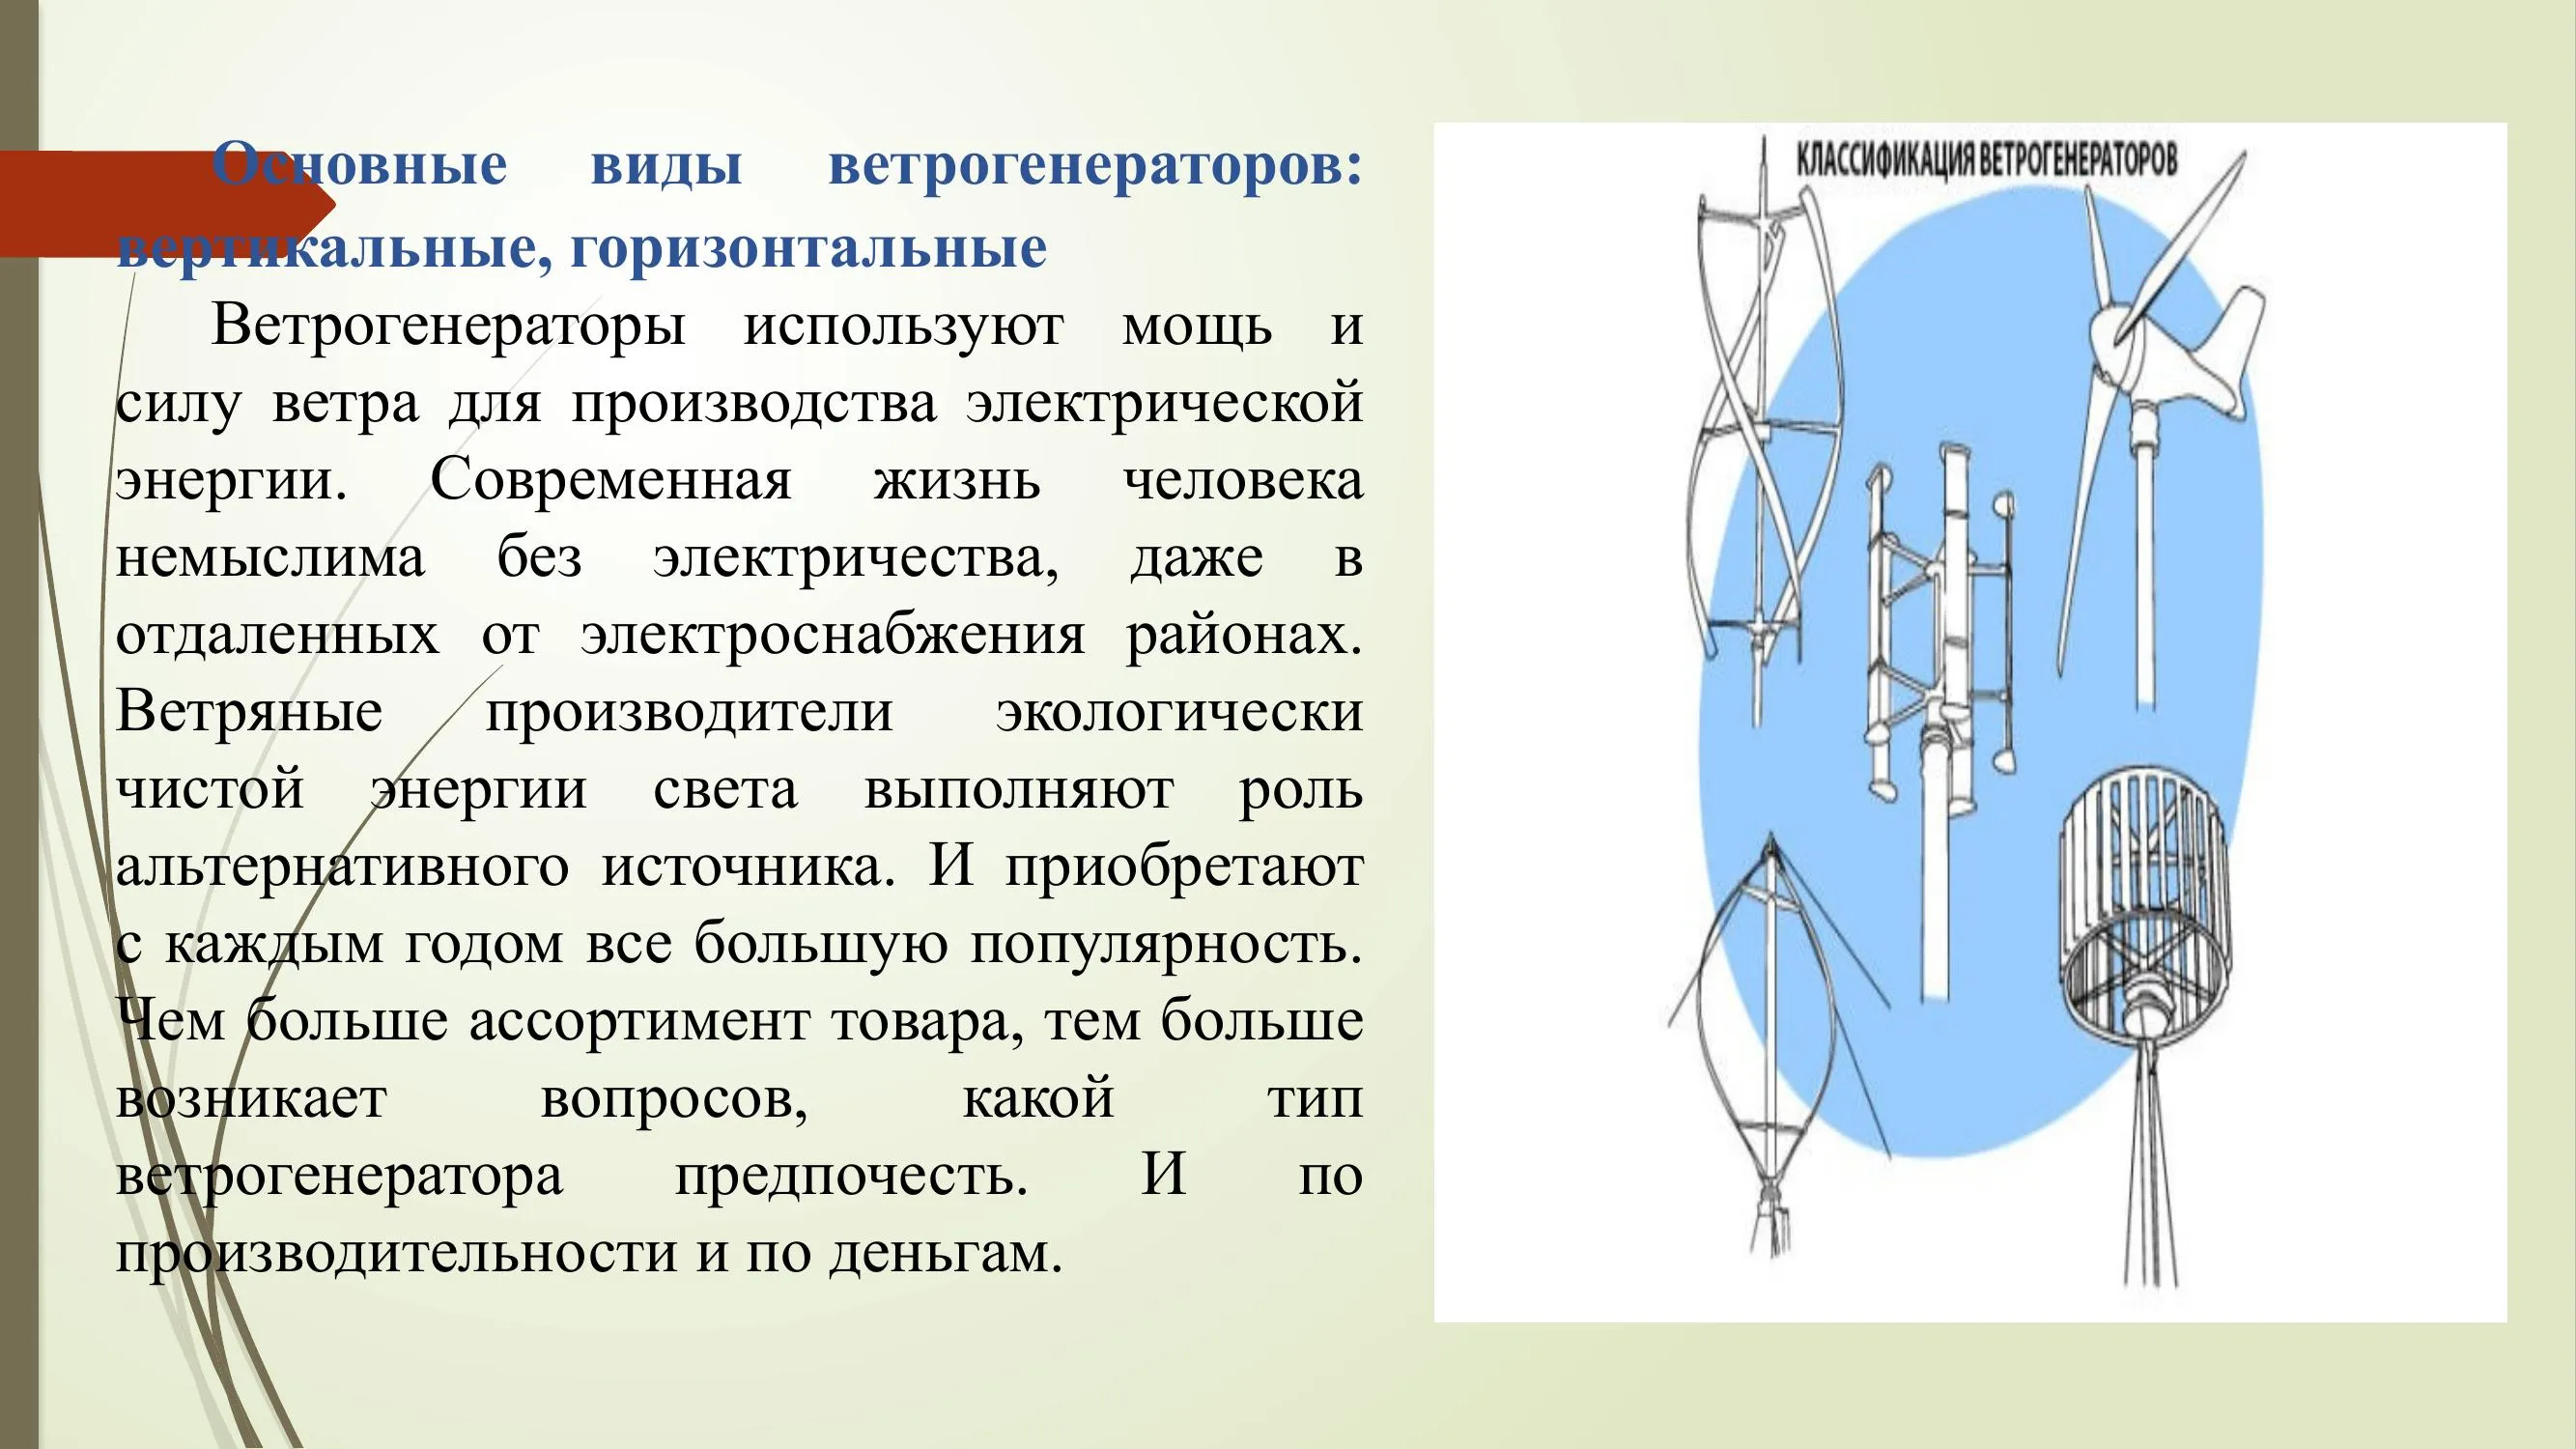 Основные виды ветрогенераторов:
вертикальные, горизонтальные
Ветрогенераторы используют мощь и
силу ветра для производства электрической
энергии. Современная жизнь человека
немыслима без электричества, даже в
отдаленных от электроснабжения районах.
Ветряные производители экологически
чистой энергии света выполняют роль
альтернативного источника. И приобретают
с каждым годом все большую популярность.
Чем больше ассортимент товара, тем больше
возникает вопросов, какой тип
ветрогенератора предпочесть. И по
производительности и по деньгам.
КЛАССИФИКАЦИЯ ВЕТРОГЕНЕРАТОРОВ